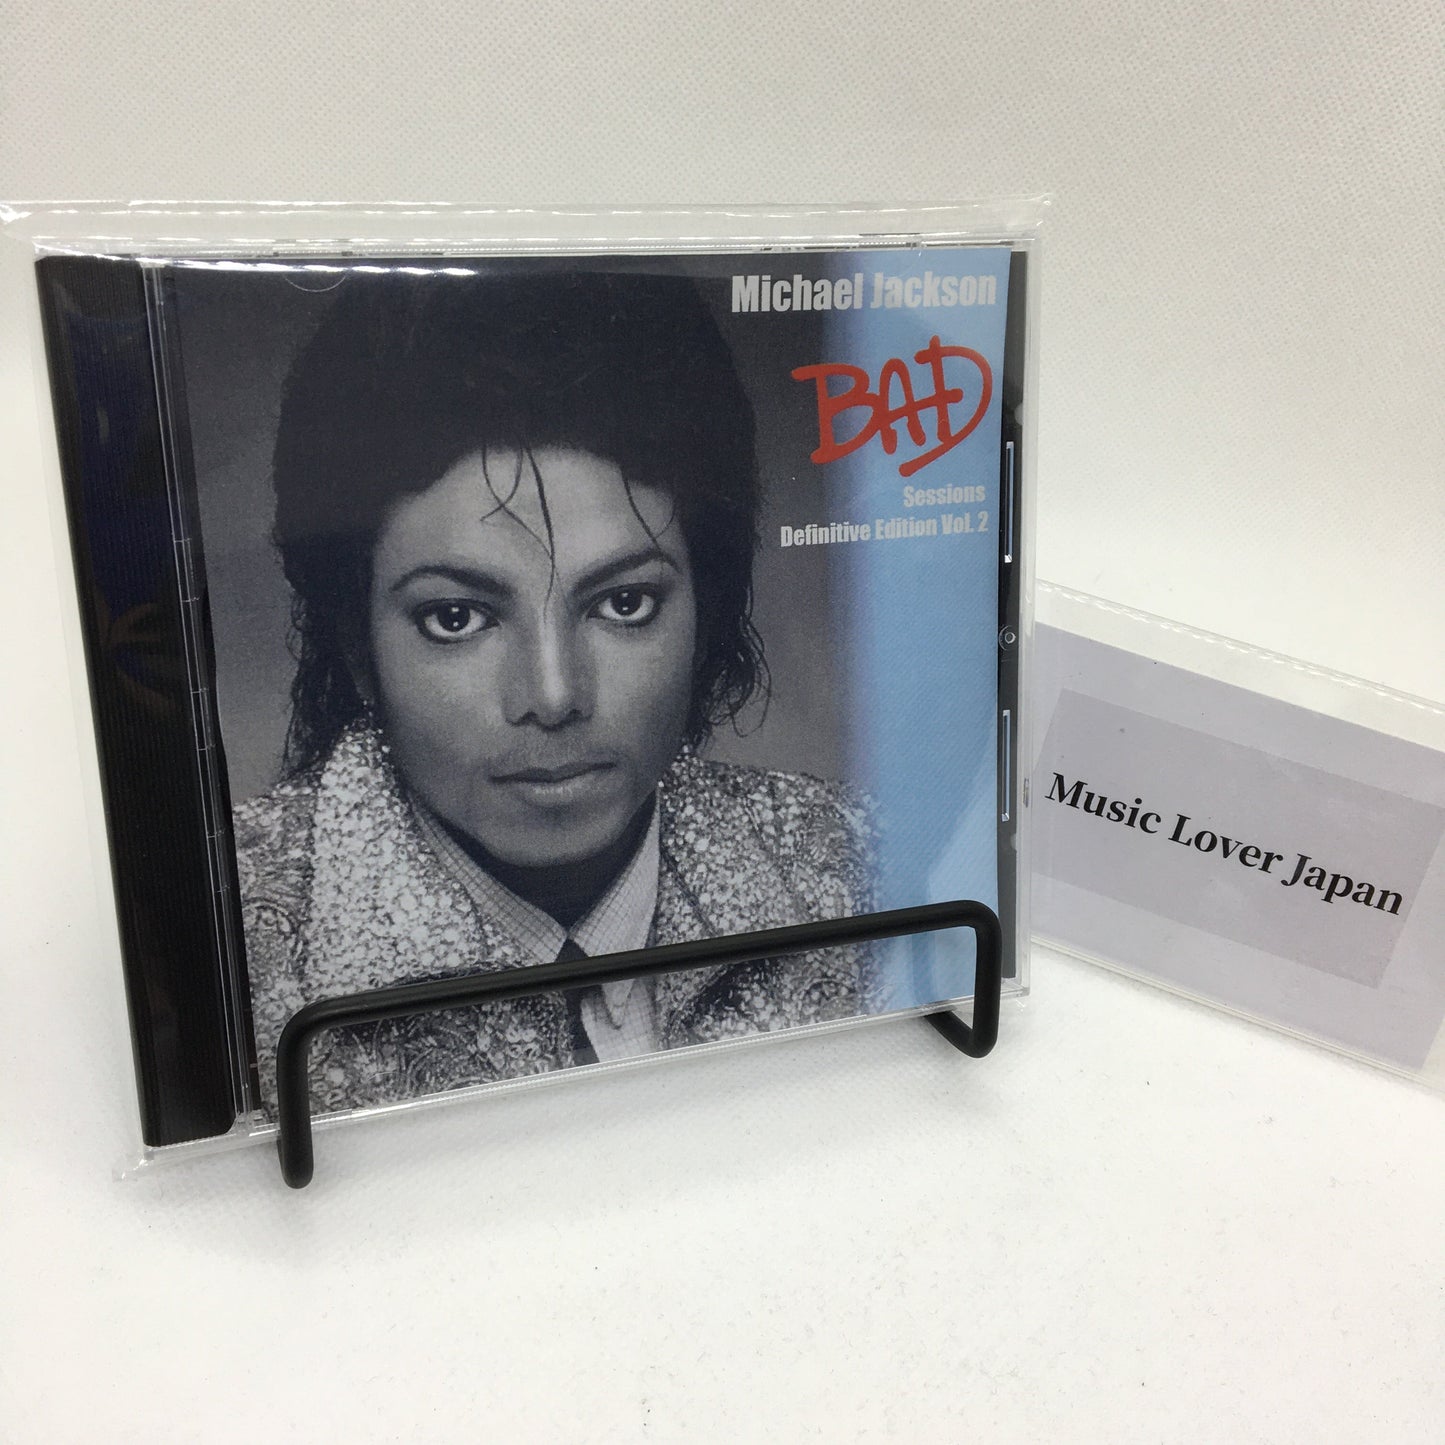 Michael Jackson
BAD
Sessions
Definitive Edition Vol. 2
Music Lover Japan